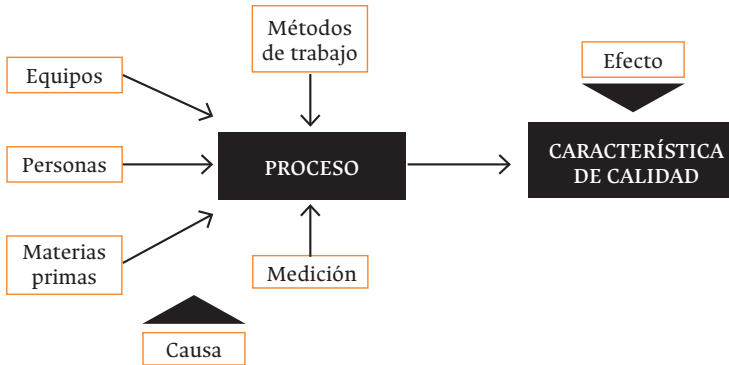 Métodos
de trabajo
Efecto
Equipos
Personas
PROCESO
CARACTERÍSTICA
DE CALIDAD
Materias
primas
Medición
Causa